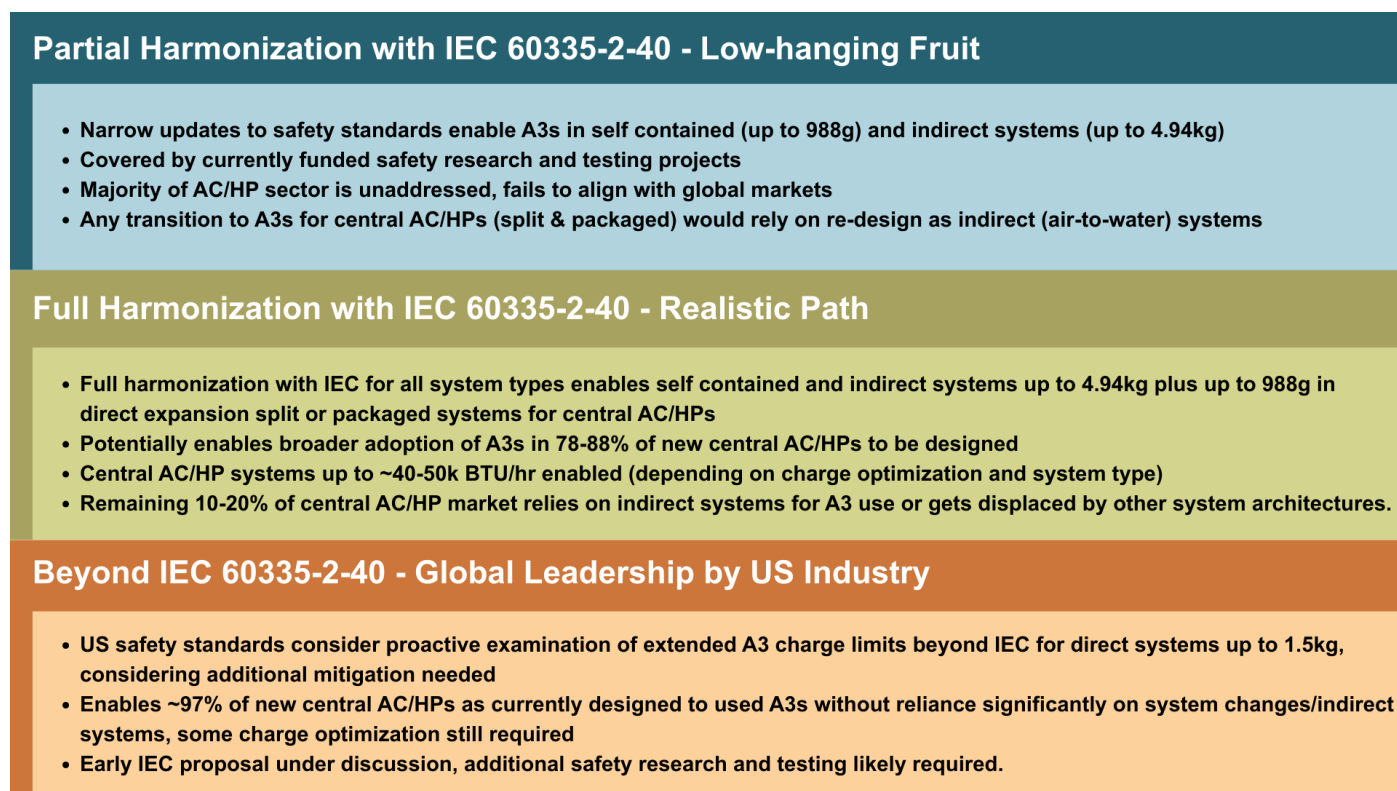 Partial Harmonization with IEC 60335-2-40 - Low-hanging Fruit
• Narrow updates to safety standards enable A3s in self contained (up to 988g) and indirect systems (up to 4.94kg)
• Covered by currently funded safety research and testing projects
• Majority of AC/HP sector is unaddressed, fails to align with global markets
• Any transition to A3s for central AC/HPs (split & packaged) would rely on re-design as indirect (air-to-water) systems
Full Harmonization with IEC 60335-2-40 - Realistic Path
• Full harmonization with IEC for all system types enables self contained and indirect systems up to 4.94kg plus up to 988g in
direct expansion split or packaged systems for central AC/HPs
• Potentially enables broader adoption of A3s in 78-88% of new central AC/HPs to be designed
• Central AC/HP systems up to ~40-50k BTU/hr enabled (depending on charge optimization and system type)
• Remaining 10-20% of central AC/HP market relies on indirect systems for A3 use or gets displaced by other system architectures.
Beyond IEC 60335-2-40 - Global Leadership by US Industry
• US safety standards consider proactive examination of extended A3 charge limits beyond IEC for direct systems up to 1.5kg,
considering additional mitigation needed
• Enables ~97% of new central AC/HPs as currently designed to used A3s without reliance significantly on system changes/indirect
systems, some charge optimization still required
• Early IEC proposal under discussion, additional safety research and testing likely required.